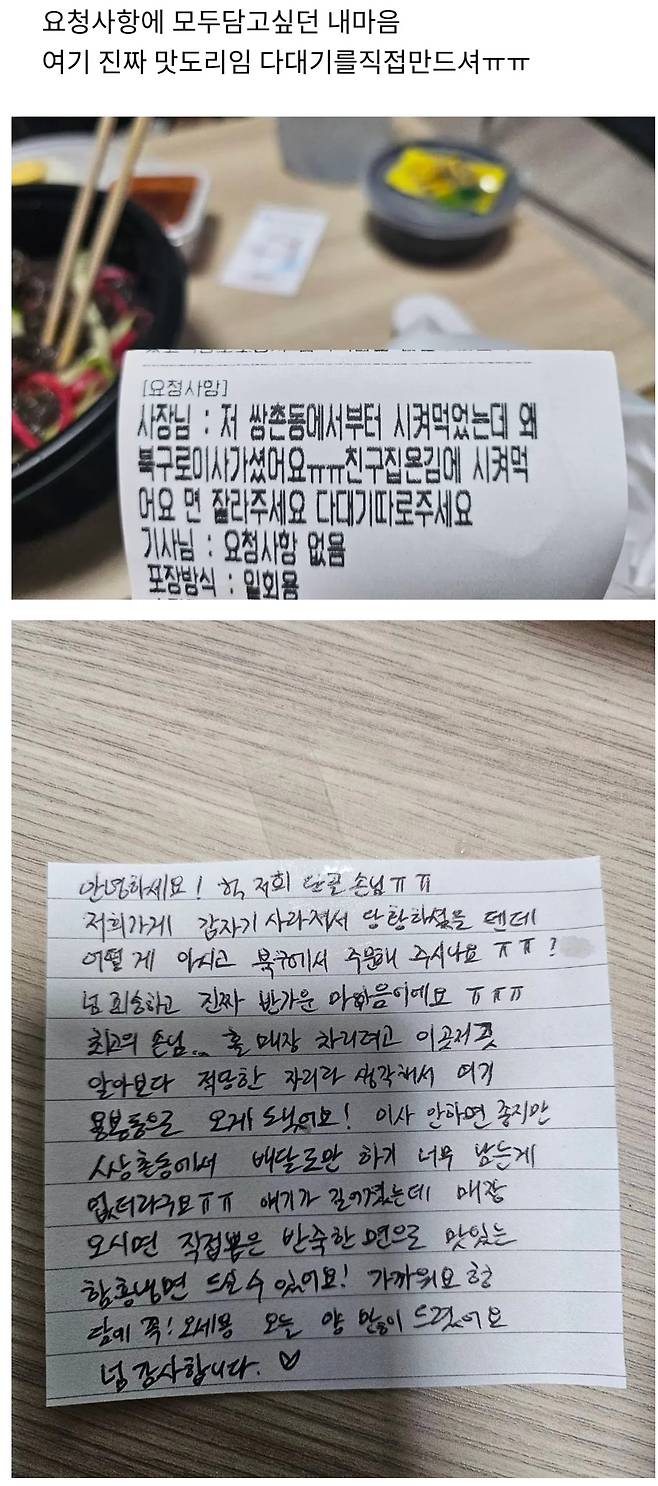 요청사항에 모두담고싶던 내마음
여기 진짜 맛도리임 다대기를직접만드셔ㅠㅠ
[요청사항]
사장님 : 저 쌍촌동에서부터 시켜먹었는데 왜
북구로이사가셨어요ㅠㅠ친구집온김에 시켜먹
어요 면 잘라주세요 다대기따로주세요
기사님 : 요청사항 없음
포장방식 : 일회용
안녕하세요! 헉 저희 단골 손님ㅠㅠ
저희가게 갑자기 사라져서 당황하셨을 텐데
어떻게 아시고 북구에서 주문해 주시나요 ㅠㅠ?
넘 죄송하고 진짜 반가운 마음이에요 ㅠㅠㅠ
최고의 손님.. 홀 매장 차리려고 이곳저곳
알아보다 적당한 자리라 생각해서 여기
용봉동으로 오게 됐어요! 이사 안하면 좋지만
쌍촌동에서 배달로만 하기 너무 남는게
없더라구요ㅠㅠ 얘기가 길어졌는데 매장
오시면 직접뽑은 반죽한 면으로 맛있는
함흥냉면 드실수 있어요! 가까워요 헝
담에 꼭! 오세용 오늘 양 많이 드렸어요
넘 감사합니다. ♡